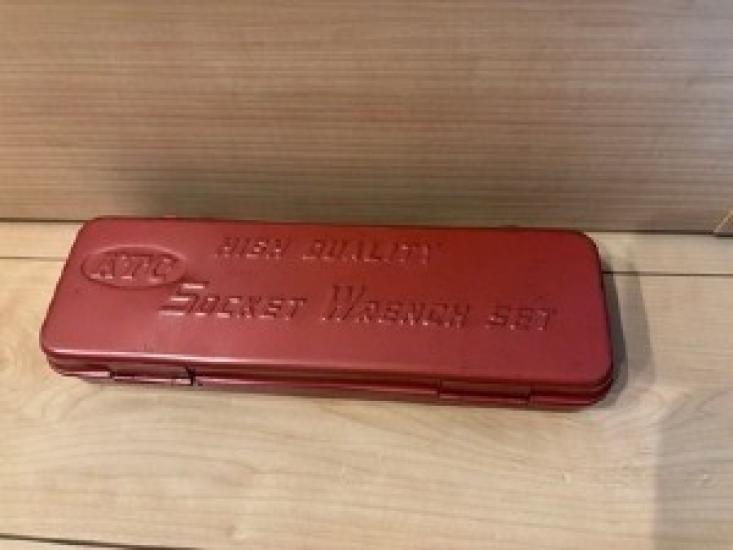 KTC
HIGH QUALITY
SOCKET WRENCH SET